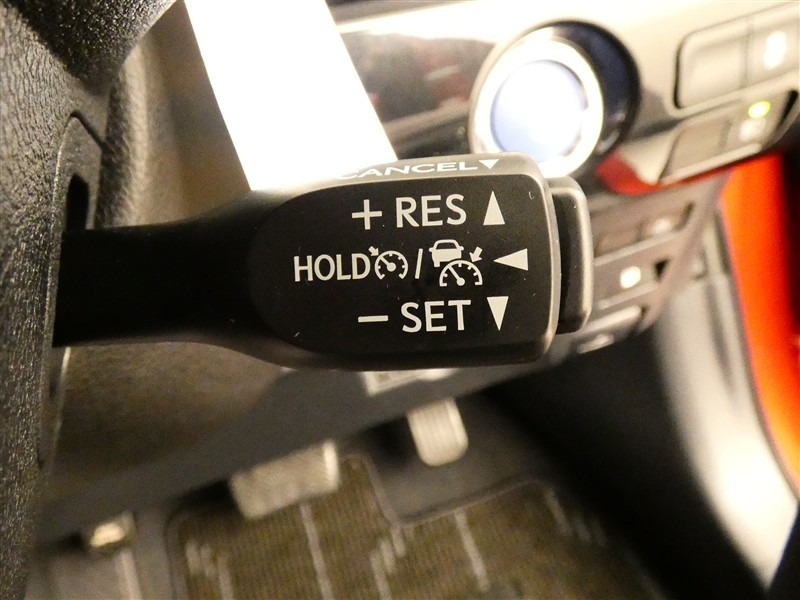 CANCEL▼
+ RES ▲
HOLD / ◀
− SET ▼